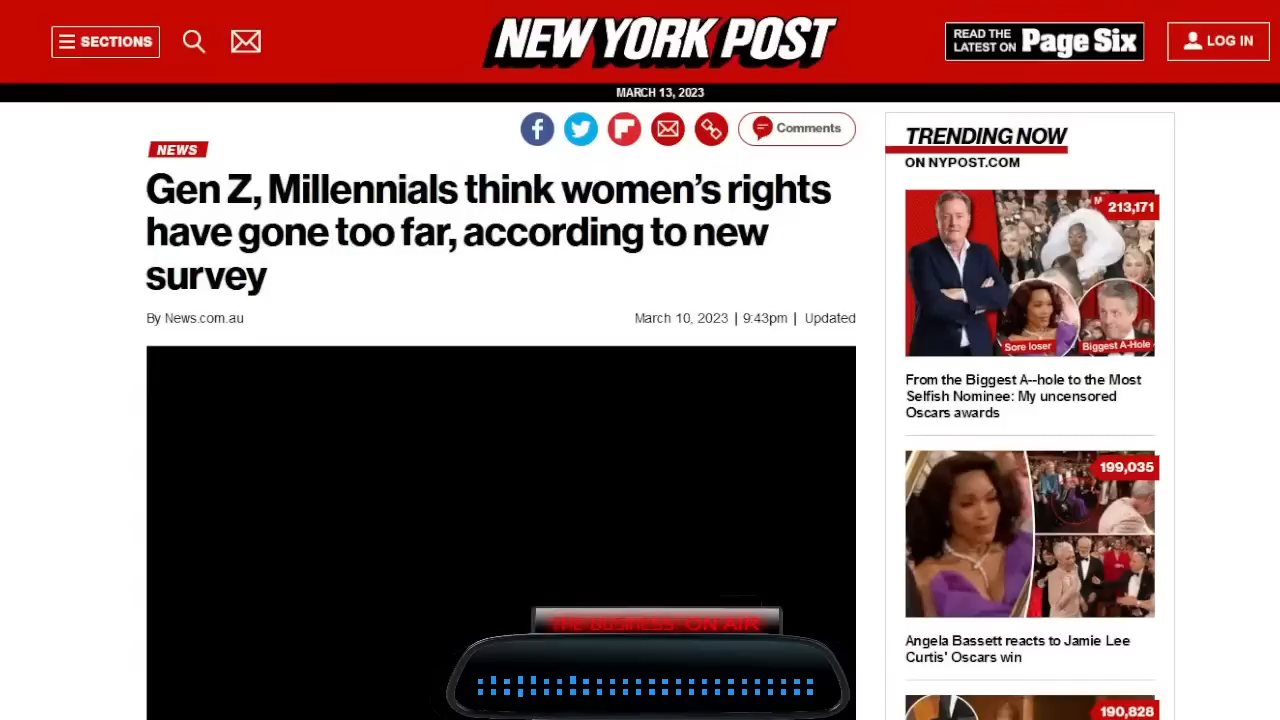 SECTIONS
NEW YORK POST
READ THE
LATEST ON
Page Six
LOG IN
MARCH 13, 2023
Comments
NEWS
Gen Z, Millennials think women’s rights
have gone too far, according to new
survey
By News.com.au
March 10, 2023 | 9:43pm | Updated
THE BUSINESS: ON AIR
TRENDING NOW
ON NYPOST.COM
213,171
Sore loser
Biggest A-Hole
From the Biggest A--hole to the Most
Selfish Nominee: My uncensored
Oscars awards
199,035
Angela Bassett reacts to Jamie Lee
Curtis' Oscars win
190,828